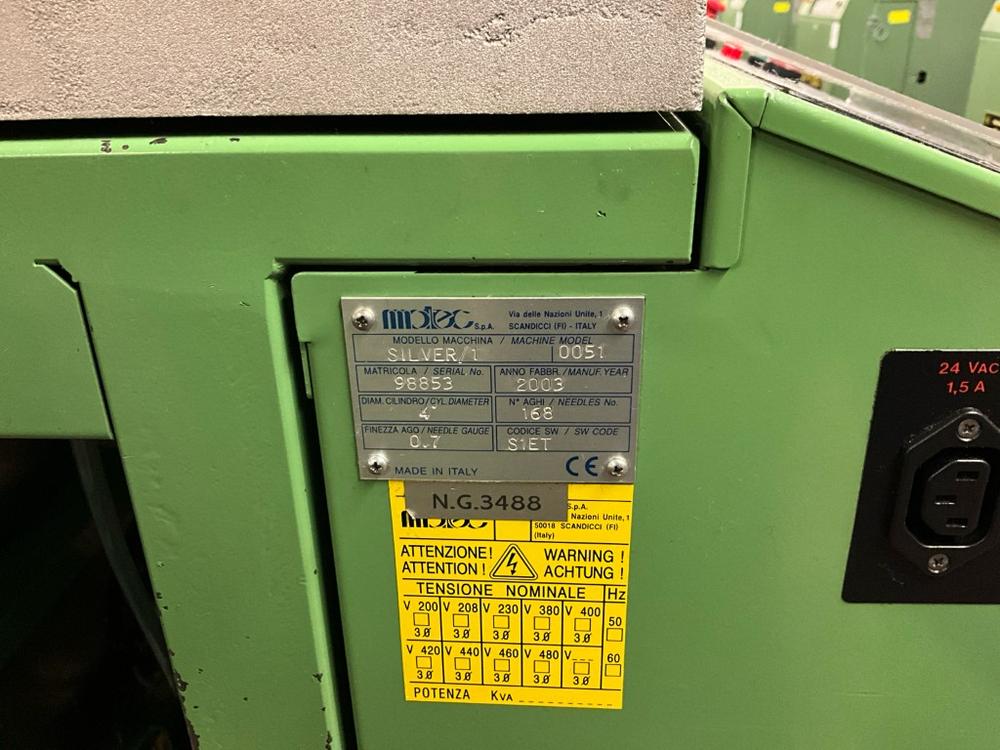 matec S.p.A.
Via delle Nazioni Unite, 1
SCANDICCI (FI) - ITALY
MODELLO MACCHINA / MACHINE MODEL
SILVER/1 0051
MATRICOLA / SERIAL No. ANNO FABBR./MANUF. YEAR
98853 2003
DIAM. CILINDRO/CYL. DIAMETER N° AGHI / NEEDLES No.
4" 168
FINEZZA AGO / NEEDLE GAUGE CODICE SW / SW CODE
0.7 S1ET
MADE IN ITALY CE
N.G.3488
matec S.p.A.
Nazioni Unite, 1
50018 SCANDICCI (FI)
(Italy)
ATTENZIONE! WARNING !
ATTENTION ! ACHTUNG !
TENSIONE NOMINALE Hz
V 200 V 208 V 230 V 380 V 400 50
3Ø 3Ø 3Ø 3Ø 3Ø
V 420 V 440 V 460 V 480 V___ 60
3Ø 3Ø 3Ø 3Ø 3Ø
POTENZA KVA
24 VAC
1,5 A